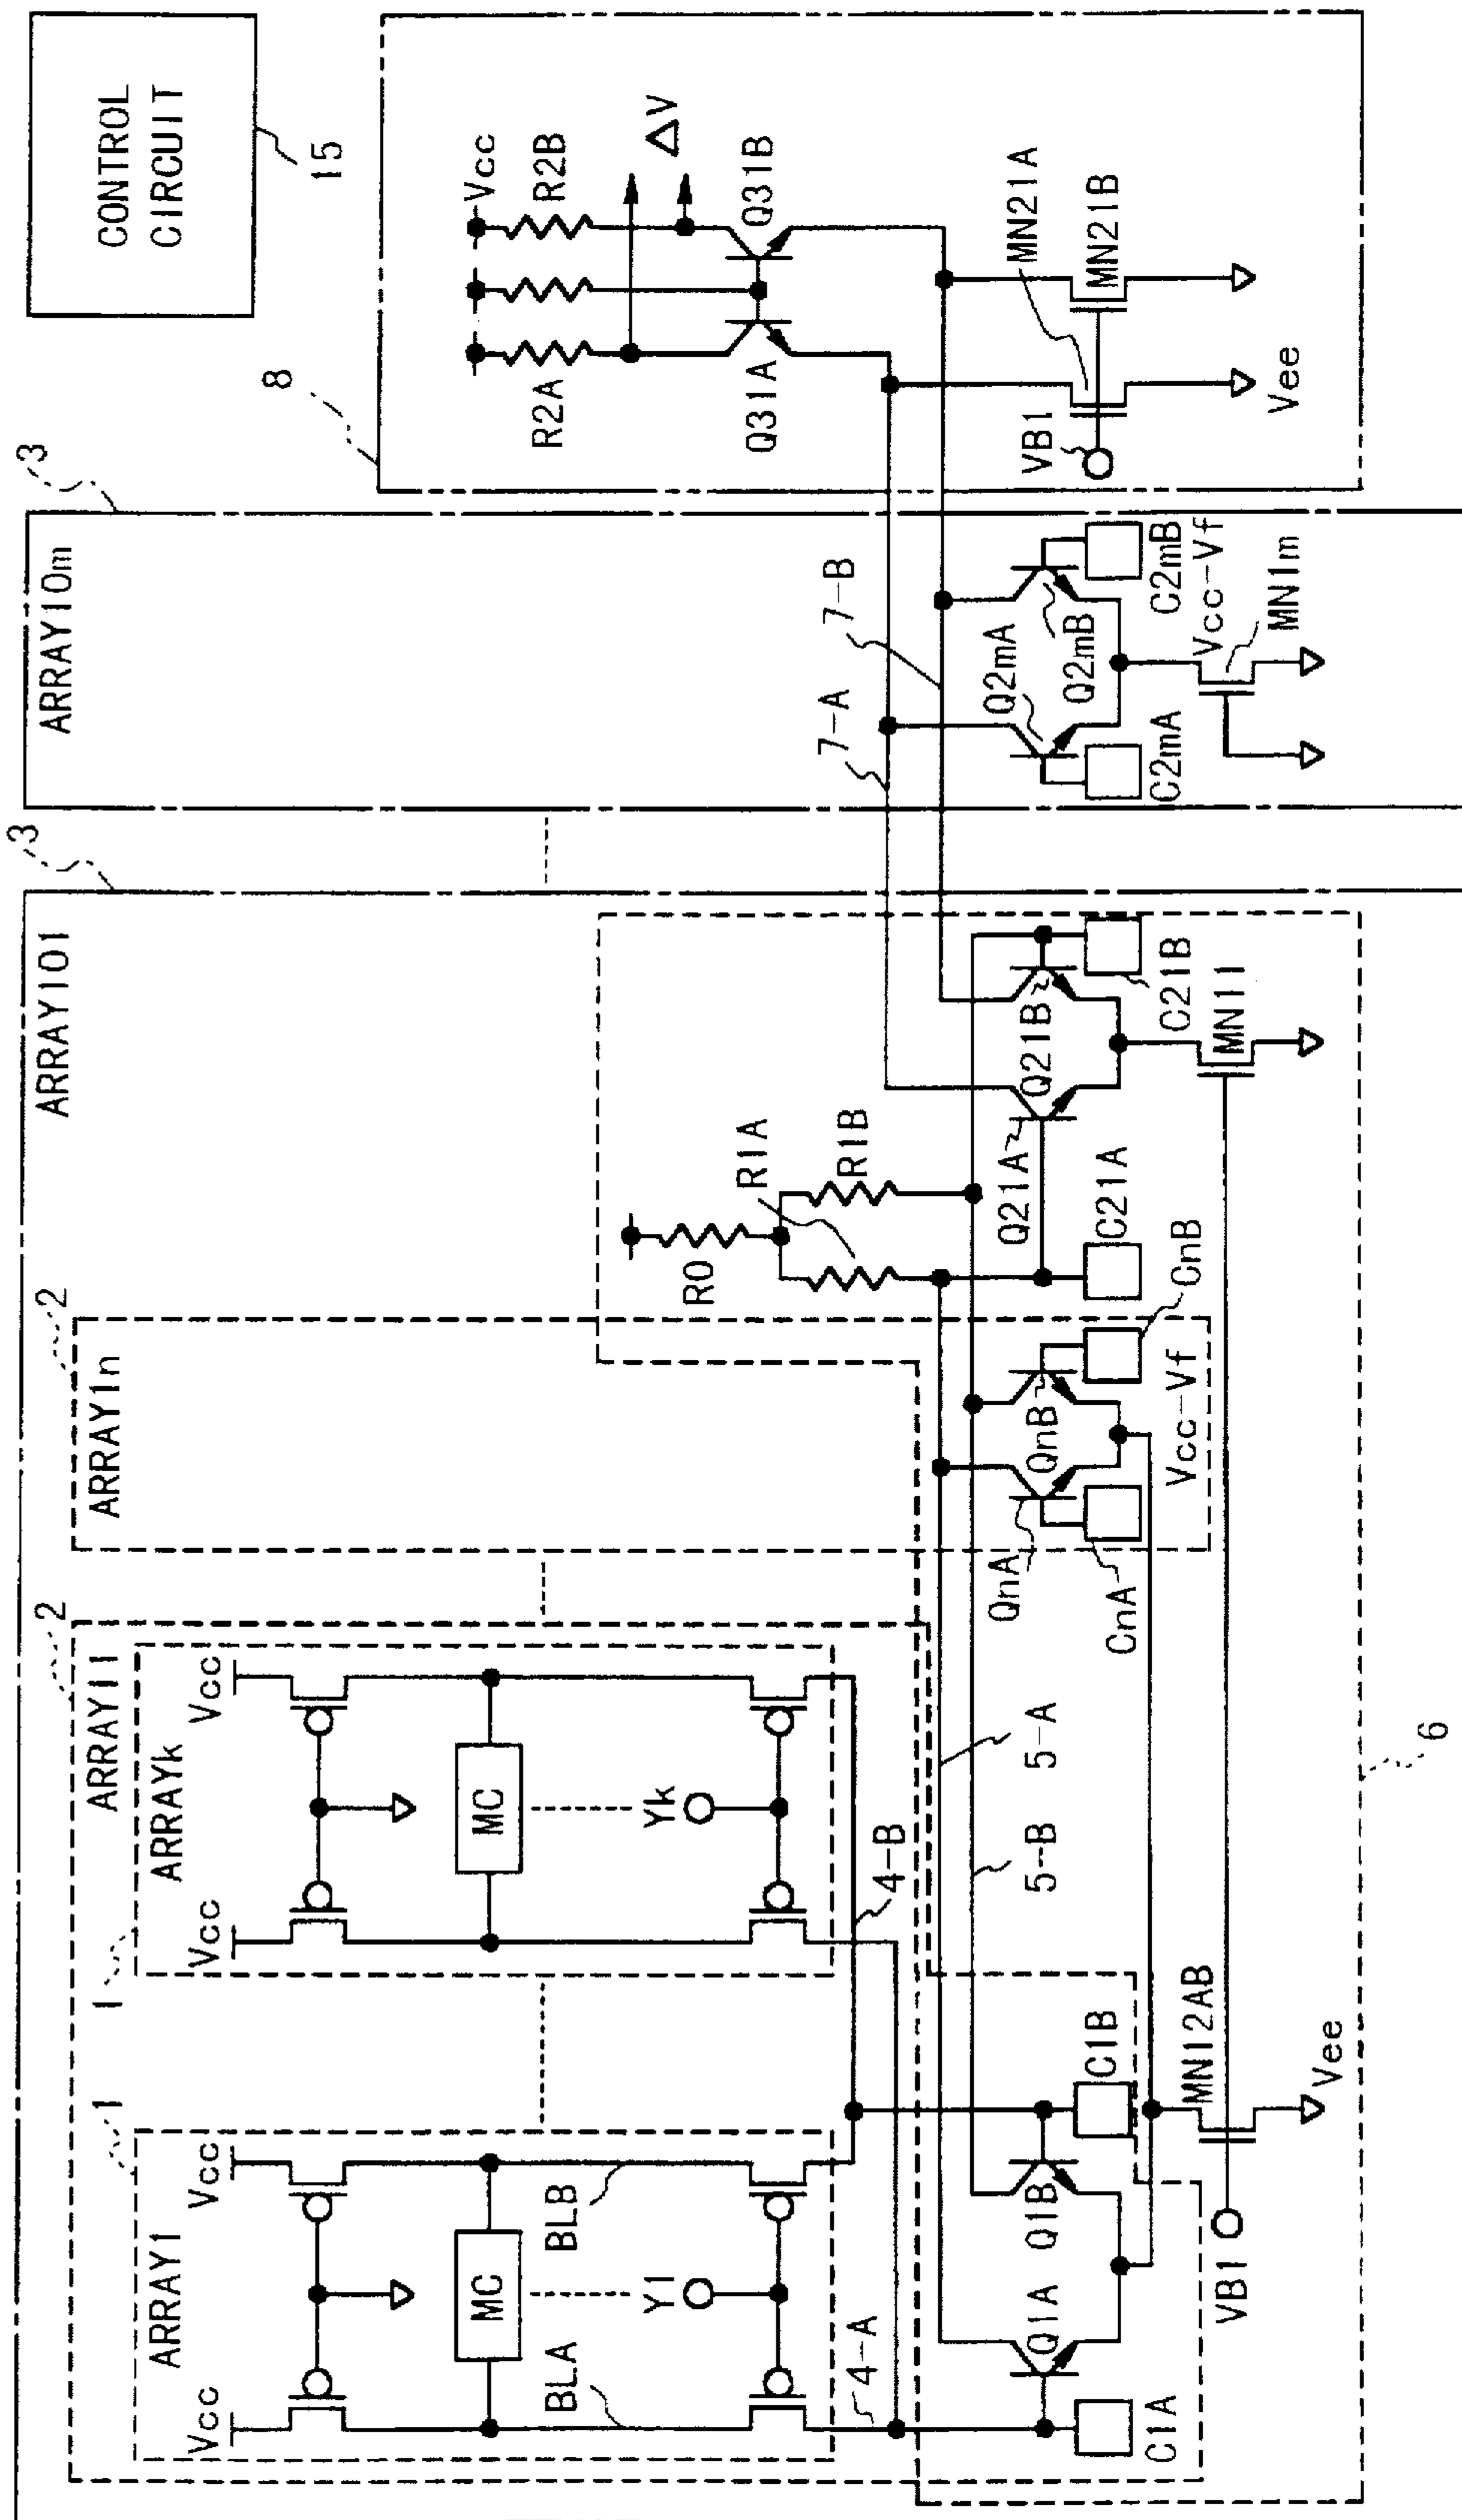 CONTROL
CIRCUIT
15
8
Vcc
R2A
R2B
ΔV
Q31A
Q31B
MN21A
MN21B
VB1
Vee
3
ARRAY10m
7-A
7-B
Q2mA
Q2mB
C2mA
C2mB
Vcc-Vf
MN1m
3
ARRAY101
R0
R1A
R1B
Q21A
Q21B
C21A
C21B
MN11
2
ARRAY1n
QnA
QnB
CnA
CnB
Vcc-Vf
2
ARRAY11
1
ARRAYk
Vcc
Vcc
MC
Yk
1
ARRAY1
Vcc
Vcc
MC
BLA
BLB
Y1
4-A
4-B
5-A
5-B
Q1A
Q1B
C1A
C1B
MN12AB
VB1
Vee
6